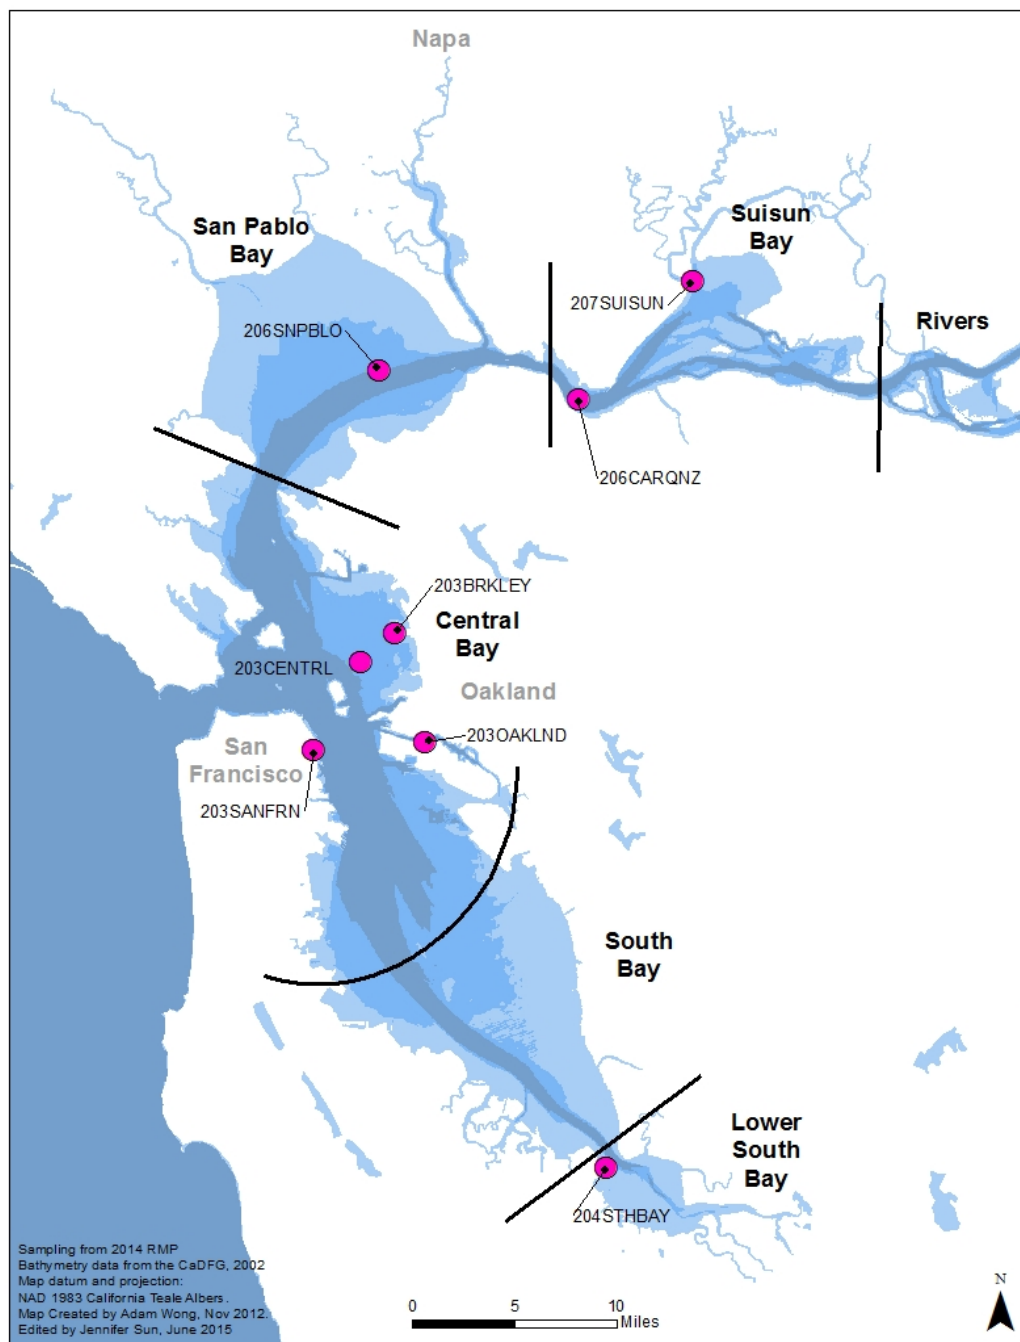 Napa
San Pablo
Bay
Suisun
Bay
207SUISUN
Rivers
206SNPBLO
206CARQNZ
203BRKLEY
Central
Bay
203CENTRL
Oakland
203OAKLND
San
Francisco
203SANFRN
South
Bay
Lower
South
Bay
204STHBAY
Sampling from 2014 RMP
Bathymetry data from the CaDFG, 2002
Map datum and projection:
NAD 1983 California Teale Albers.
Map Created by Adam Wong, Nov 2012.
Edited by Jennifer Sun, June 2015
0 5 10
Miles
N